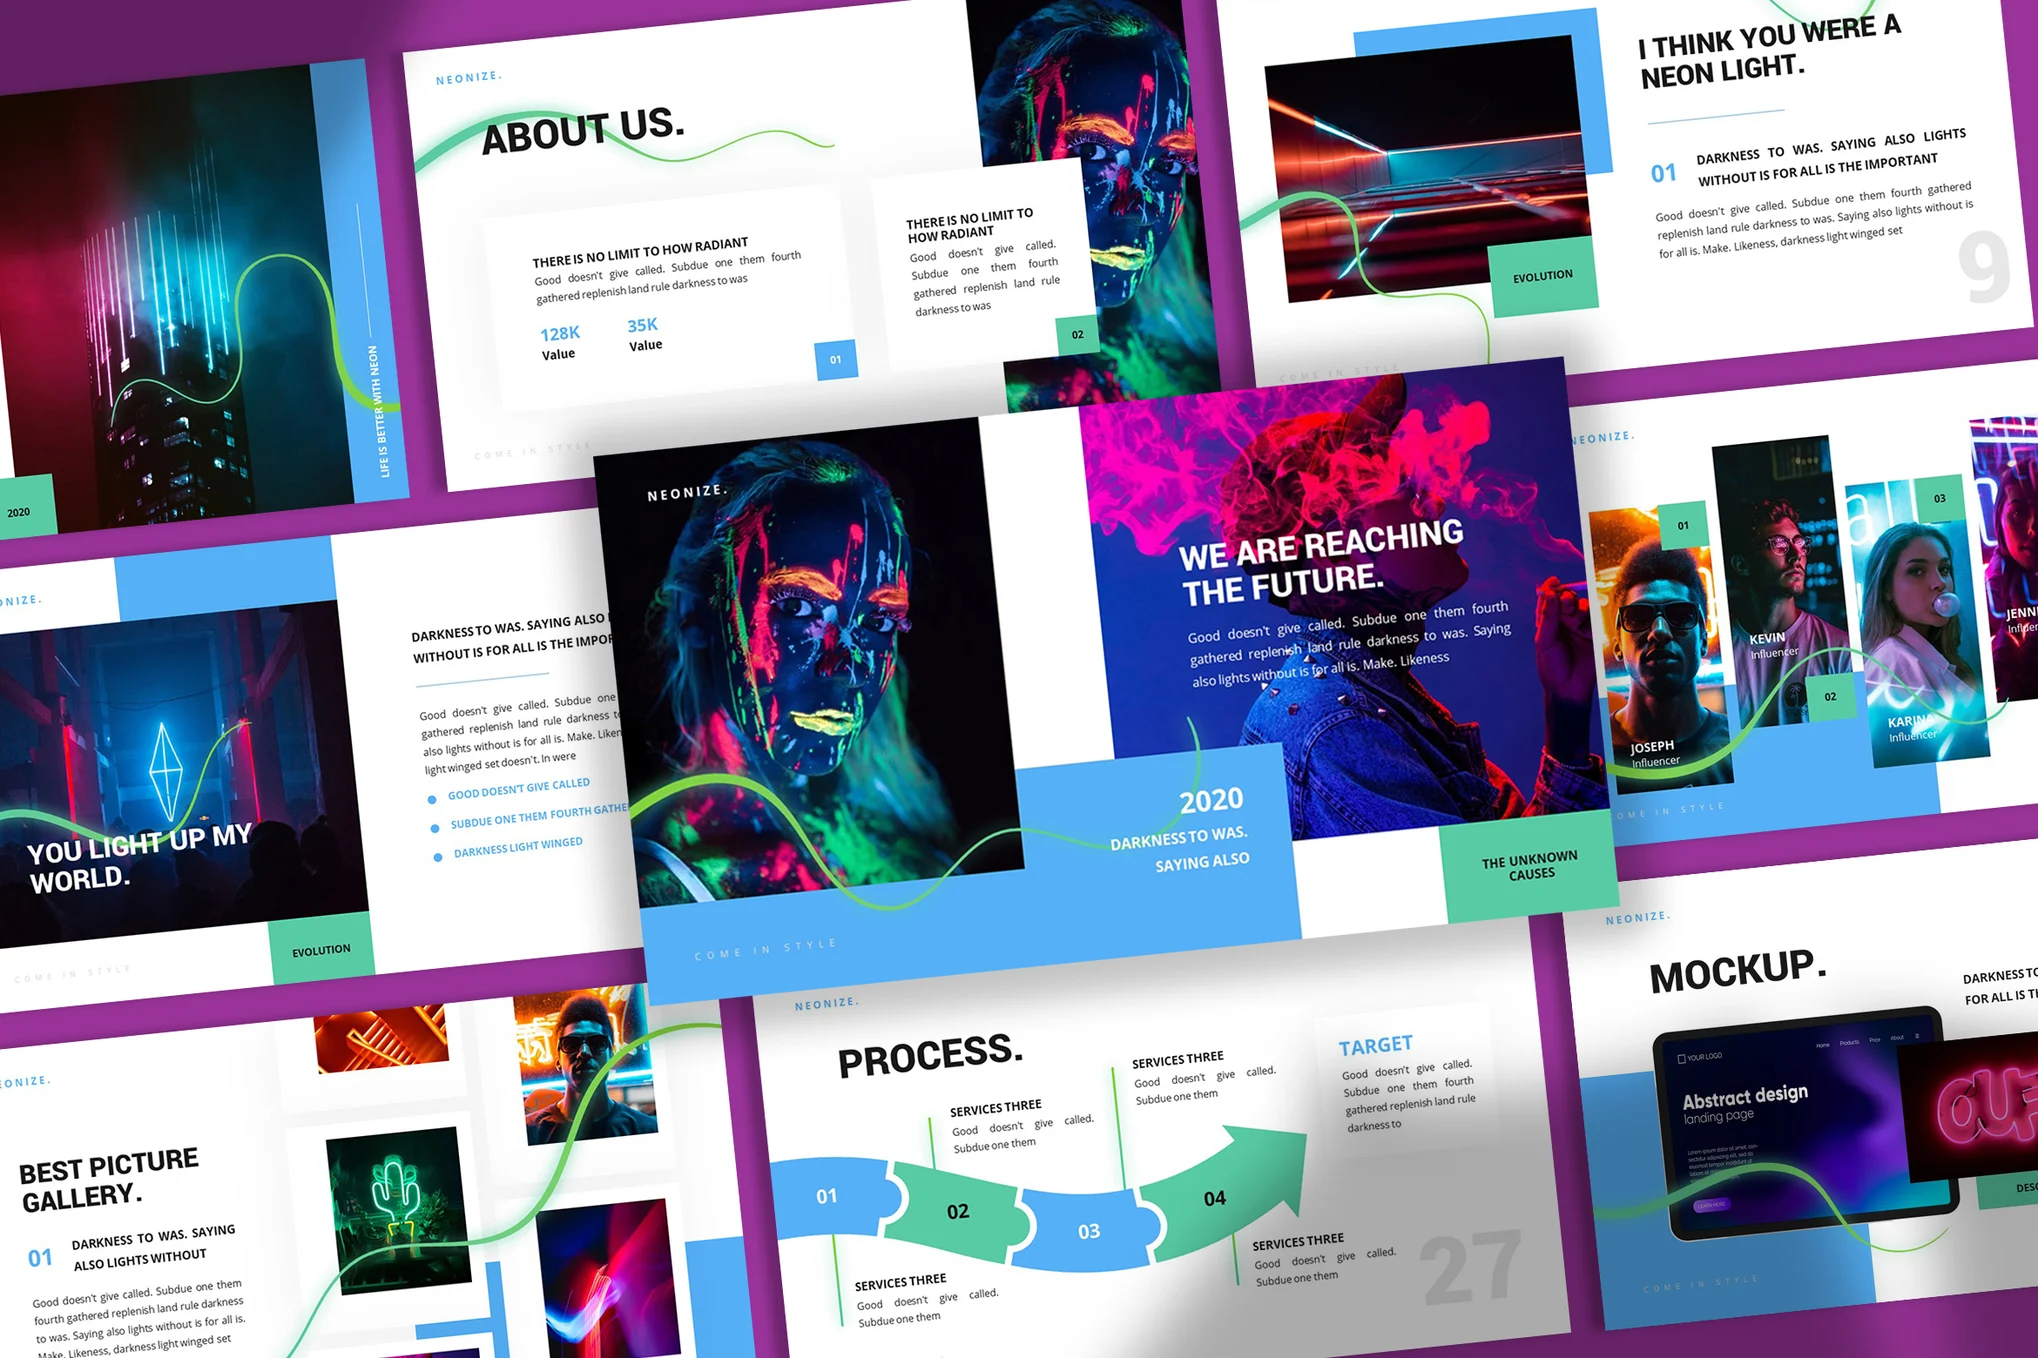 LIFE IS BETTER WITH NEON
2020
NEONIZE.
ABOUT US.
THERE IS NO LIMIT TO HOW RADIANT
Good doesn't give called. Subdue one them fourth
gathered replenish land rule darkness to was
128K
Value
35K
Value
01
THERE IS NO LIMIT TO
HOW RADIANT
Good doesn't give called.
Subdue one them fourth
gathered replenish land rule
darkness to was
02
COME IN STYLE
I THINK YOU WERE A
NEON LIGHT.
01
DARKNESS TO WAS. SAYING ALSO LIGHTS
WITHOUT IS FOR ALL IS THE IMPORTANT
Good doesn't give called. Subdue one them fourth gathered
replenish land rule darkness to was. Saying also lights without is
for all is. Make. Likeness, darkness light winged set
EVOLUTION
9
COME IN STYLE
NEONIZE.
WE ARE REACHING
THE FUTURE.
Good doesn't give called. Subdue one them fourth
gathered replenish land rule darkness to was. Saying
also lights without is for all is. Make. Likeness
2020
DARKNESS TO WAS.
SAYING ALSO
THE UNKNOWN
CAUSES
COME IN STYLE
NEONIZE.
01
JOSEPH
Influencer
KEVIN
Influencer
02
03
KARINA
Influencer
COME IN STYLE
DARKNESS TO WAS. SAYING ALSO
WITHOUT IS FOR ALL IS THE
Good doesn't give called. Subdue one
gathered replenish land rule darkness
also lights without is for all is. Make.
light winged set doesn't. In were
GOOD DOESN'T GIVE CALLED
SUBDUE ONE THEM FOURTH
DARKNESS LIGHT WINGED
YOU LIGHT UP MY
WORLD.
EVOLUTION
COME IN STYLE
BEST PICTURE
GALLERY.
01
DARKNESS TO WAS. SAYING
ALSO LIGHTS WITHOUT
Good doesn't give called. Subdue one them
fourth gathered replenish land rule darkness
to was. Saying also lights without is for all is.
Make. Likeness, darkness light winged set
NEONIZE.
PROCESS.
SERVICES THREE
Good doesn't give called.
Subdue one them
SERVICES THREE
Good doesn't give called.
Subdue one them
TARGET
Good doesn't give called.
Subdue one them fourth
gathered replenish land rule
darkness to
01
02
03
04
SERVICES THREE
Good doesn't give called.
Subdue one them
SERVICES THREE
Good doesn't give called.
Subdue one them
27
NEONIZE.
MOCKUP.
DARKNESS TO
FOR ALL IS
YOUR LOGO
Home Products Price About
Abstract design
landing page
LEARN MORE
COME IN STYLE